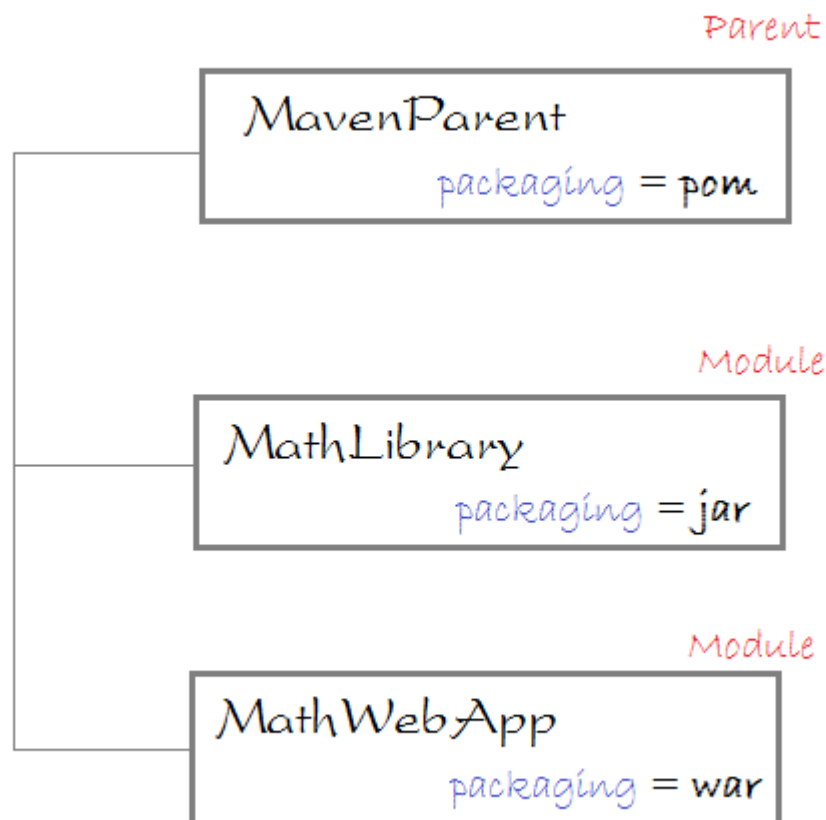 Parent
MavenParent
packaging = pom
Module
MathLibrary
packaging = jar
Module
MathWebApp
packaging = war